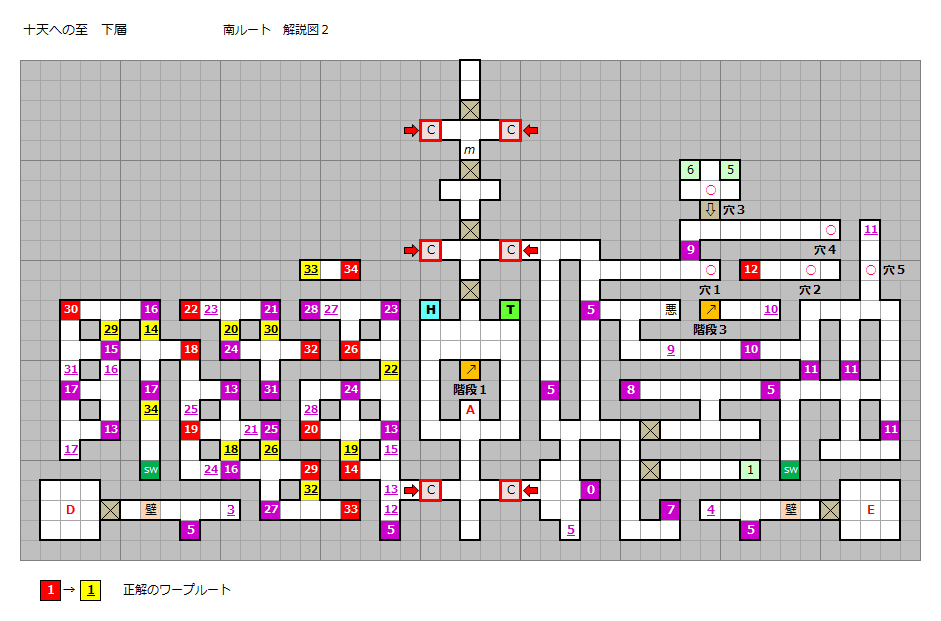 十天への至　下層　南ルート　解説図２
C C
m
6 5
穴３
11
C C 9 穴４
33 34 12 穴５
穴１ 穴２
30 16 22 23 21 28 27 23 H T 5 悪 10
29 14 20 30 階段３
15 18 24 32 26 9 10
31 16 22 11 11
17 17 13 31 24 階段１ 5 8 5
34 25 28 A
13 19 21 25 20 13 11
17 18 26 19 15
SW 24 16 29 14 1 SW
32 13 C C 0
D 壁 3 27 33 12 7 4 壁 E
5 5 5 5
1 → 1 正解のワープルート